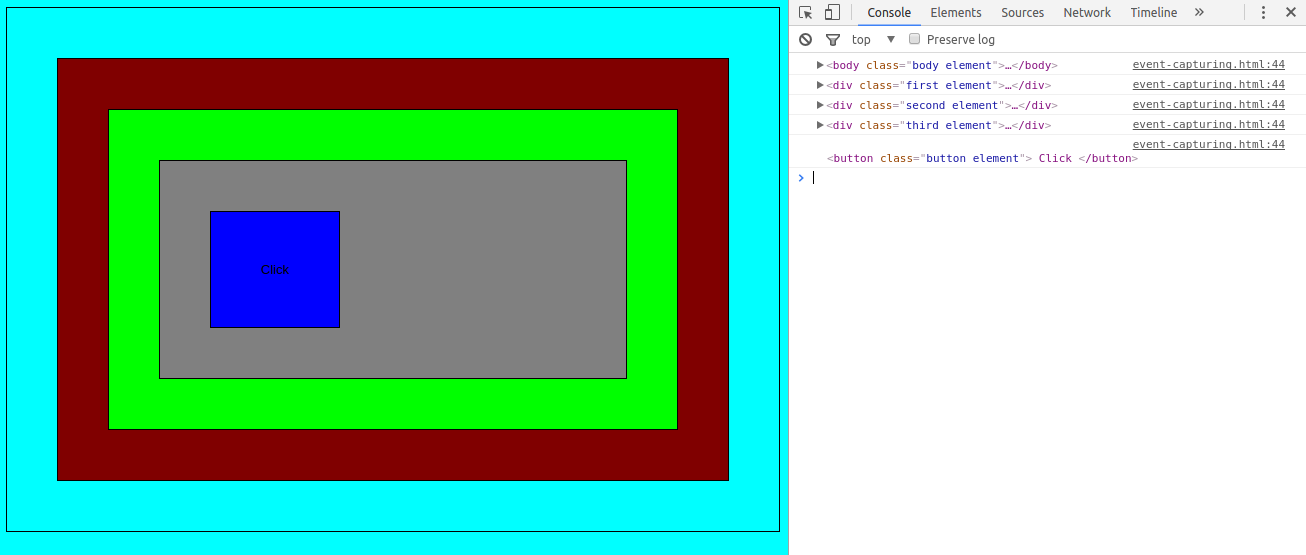 Click
Console Elements Sources Network Timeline »
top ▼ Preserve log
▶<body class="body element">…</body> event-capturing.html:44
▶<div class="first element">…</div> event-capturing.html:44
▶<div class="second element">…</div> event-capturing.html:44
▶<div class="third element">…</div> event-capturing.html:44
event-capturing.html:44
<button class="button element"> Click </button>